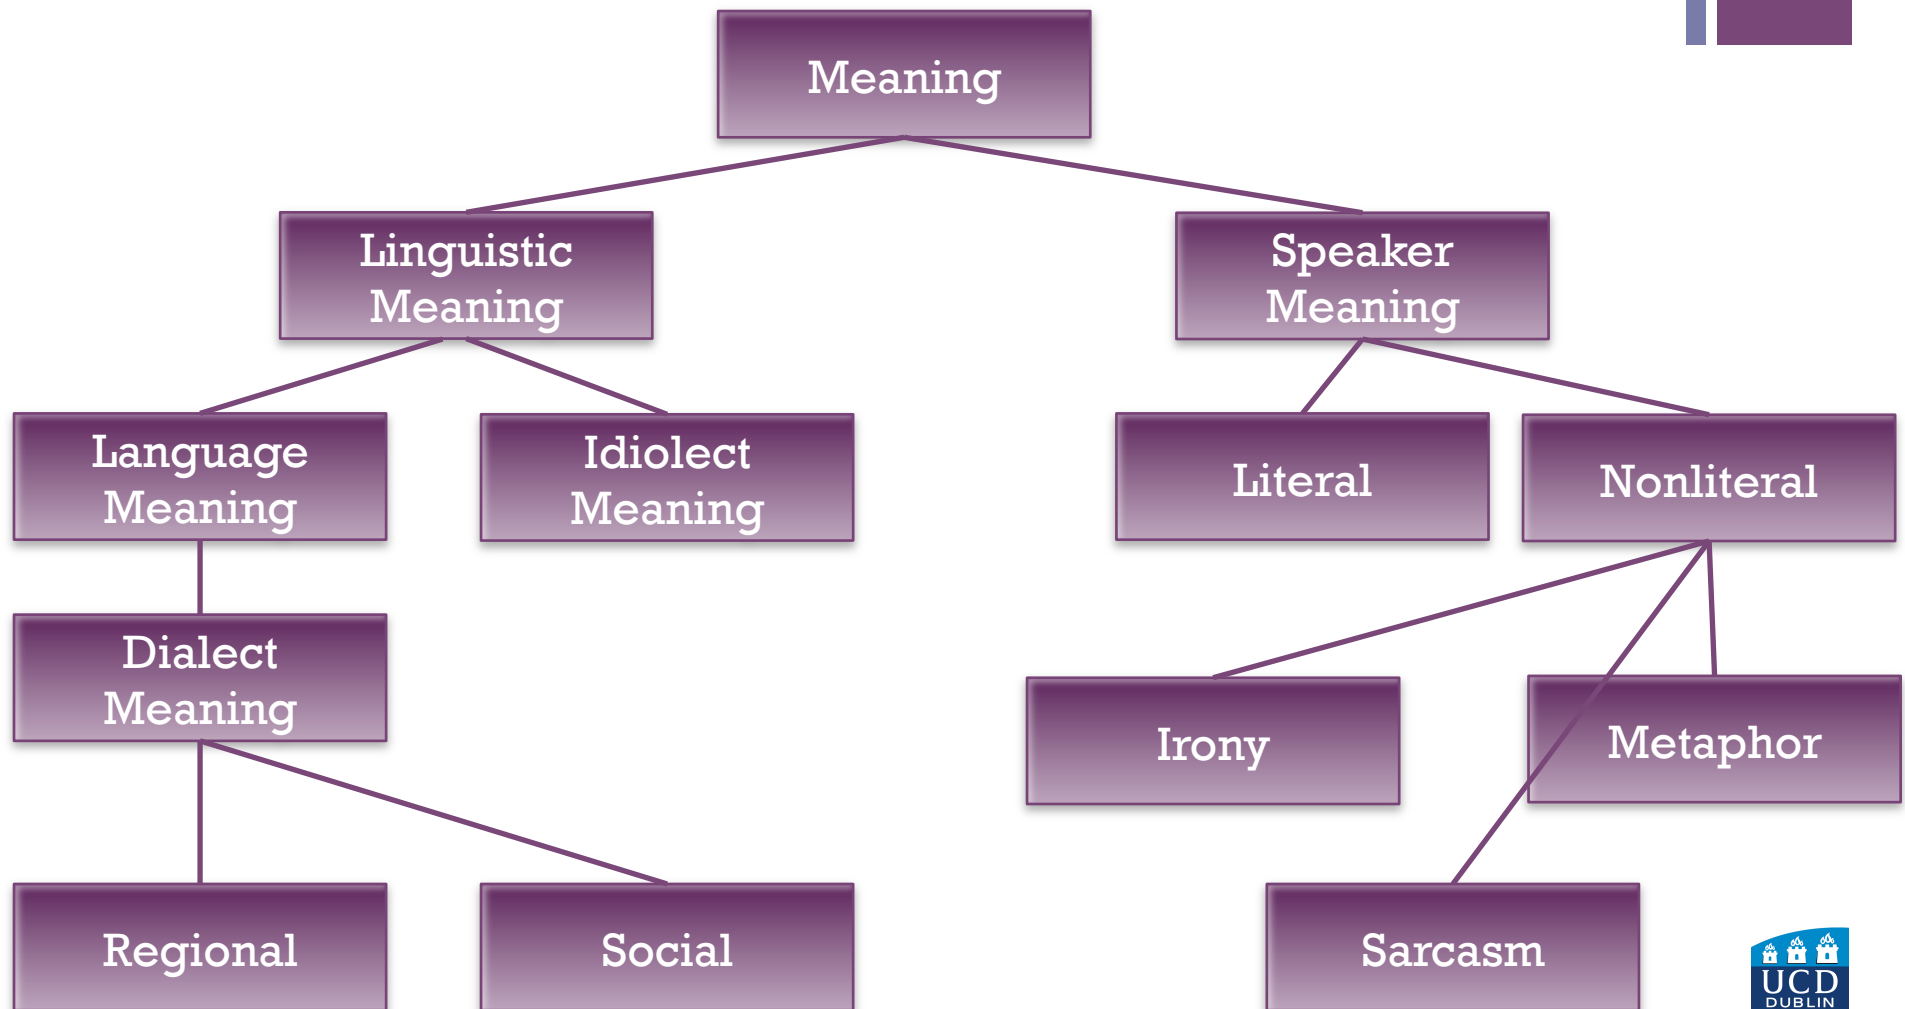 Meaning
Linguistic
Meaning
Speaker
Meaning
Language
Meaning
Idiolect
Meaning
Literal
Nonliteral
Dialect
Meaning
Irony
Metaphor
Regional
Social
Sarcasm
UCD
DUBLIN